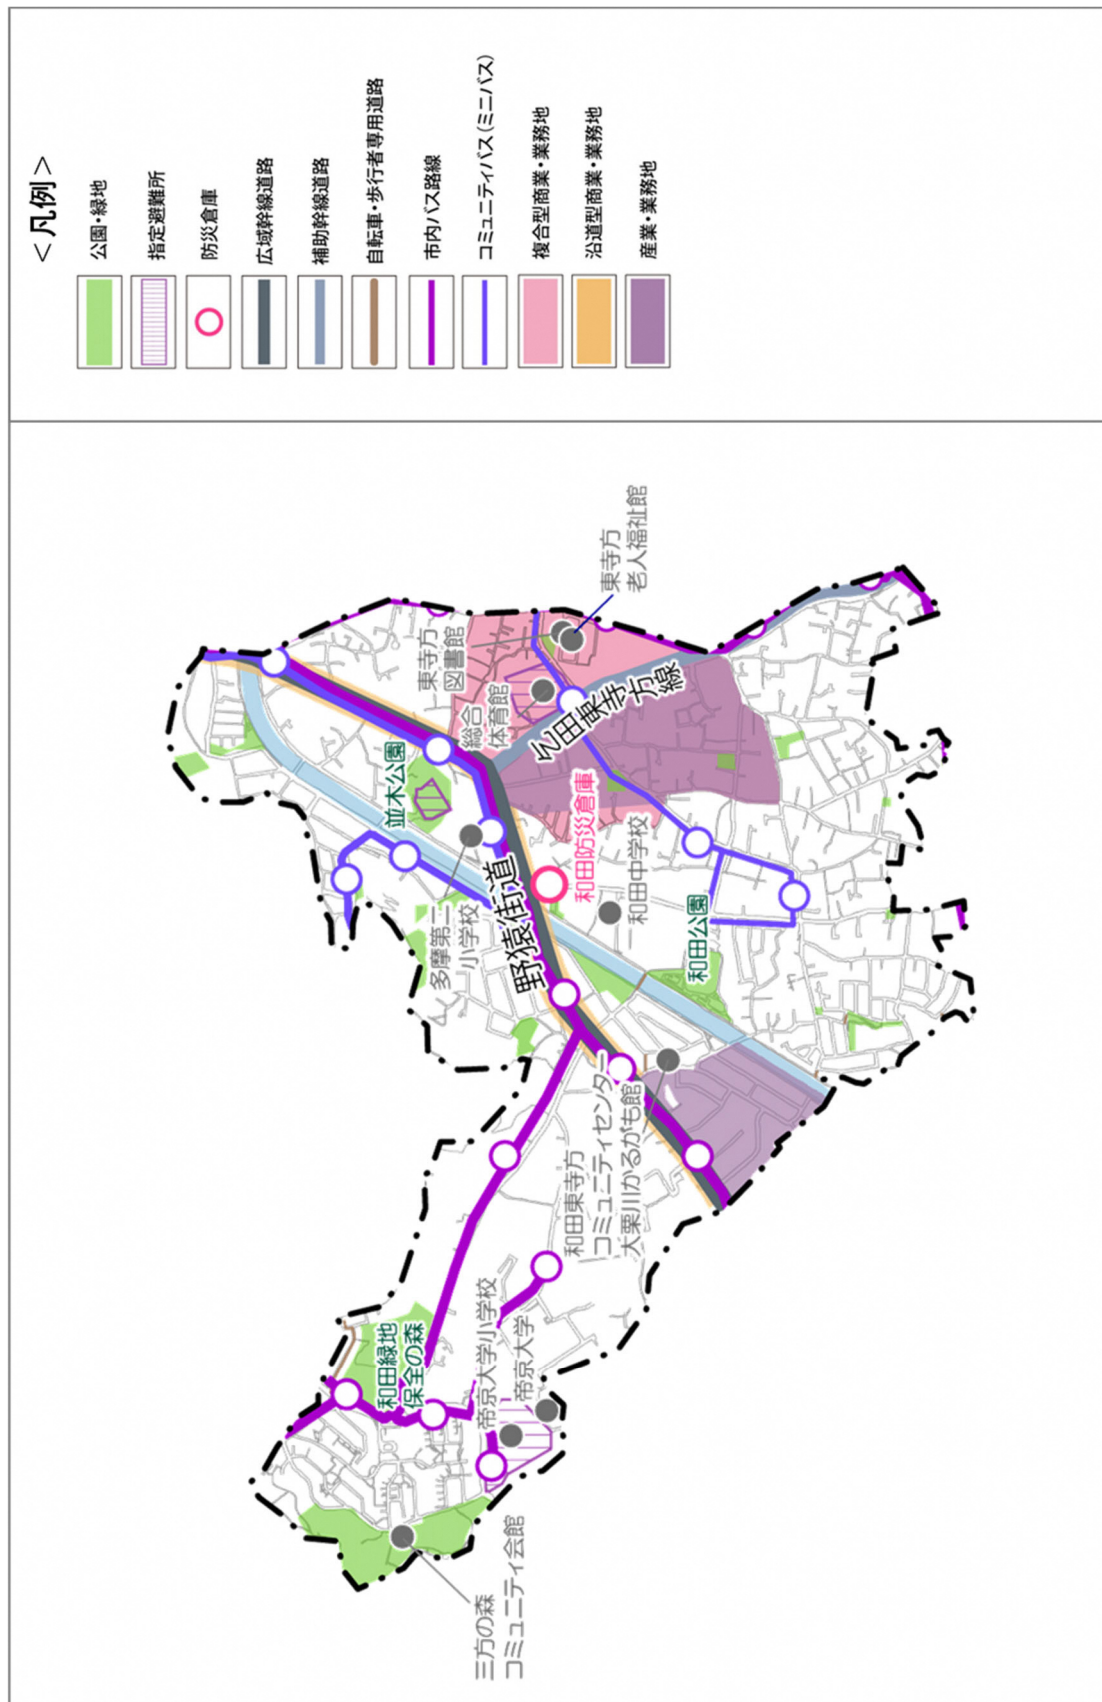 <凡例>
公園・緑地
指定避難所
防災倉庫
広域幹線道路
補助幹線道路
自転車・歩行者専用道路
市内バス路線
コミュニティバス(ミニバス)
複合型商業・業務地
沿道型商業・業務地
産業・業務地
三方の森
コミュニティ会館
和田緑地
保全の森
帝京大学小学校
帝京大学
和田東寺方
コミュニティセンター
大栗川かるがも館
多摩第二
小学校
野猿街道
並木公園
和田防災倉庫
和田中学校
和田公園
総合
体育館
東寺方
図書館
乞田東寺方線
東寺方
老人福祉館